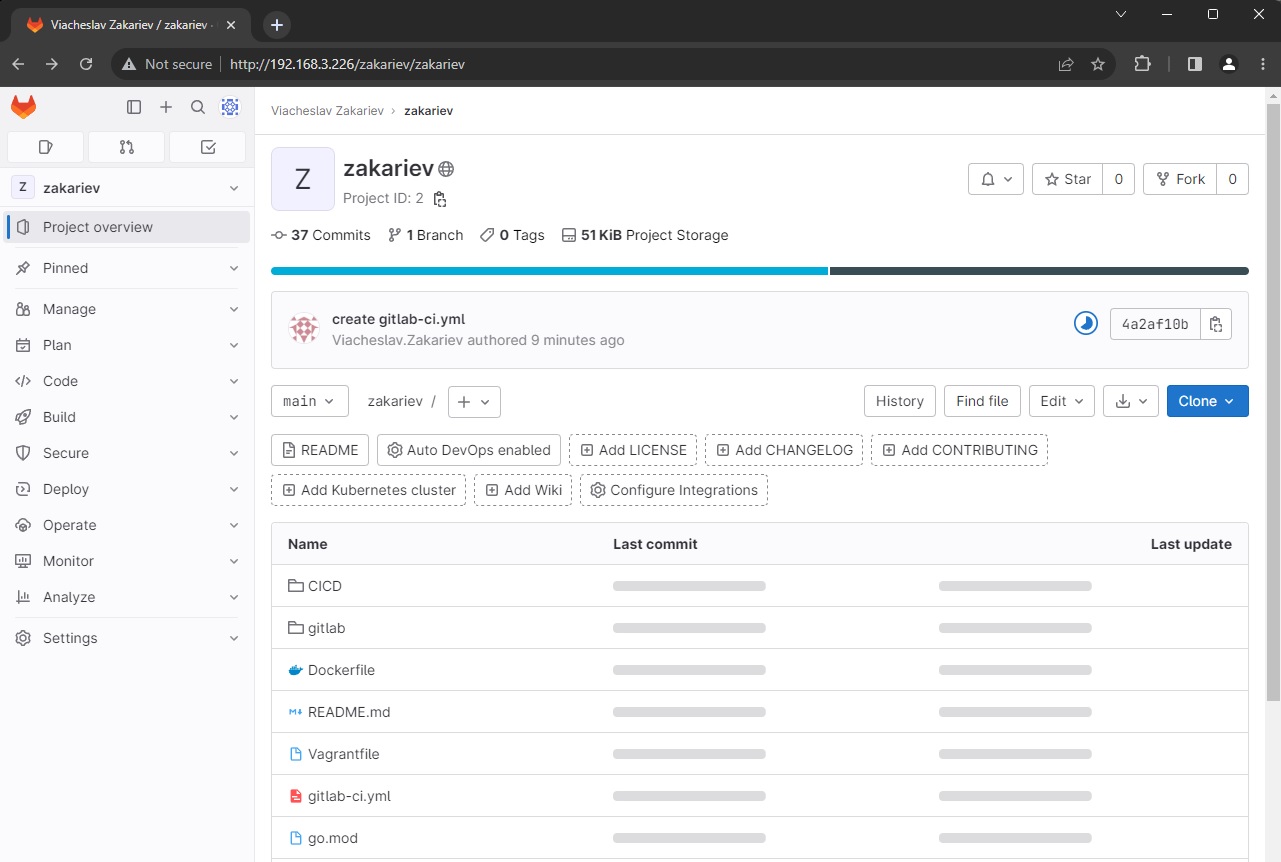 Viacheslav Zakariev / zakariev ·
Not secure http://192.168.3.226/zakariev/zakariev
Viacheslav Zakariev › zakariev
Z zakariev
Project overview
Pinned
Manage
Plan
Code
Build
Secure
Deploy
Operate
Monitor
Analyze
Settings
Z
zakariev
Project ID: 2
Star 0 Fork 0
37 Commits 1 Branch 0 Tags 51 KiB Project Storage
create gitlab-ci.yml
Viacheslav.Zakariev authored 9 minutes ago
4a2af10b
main zakariev / History Find file Edit Clone
README Auto DevOps enabled Add LICENSE Add CHANGELOG Add CONTRIBUTING
Add Kubernetes cluster Add Wiki Configure Integrations
Name Last commit Last update
CICD
gitlab
Dockerfile
README.md
Vagrantfile
gitlab-ci.yml
go.mod